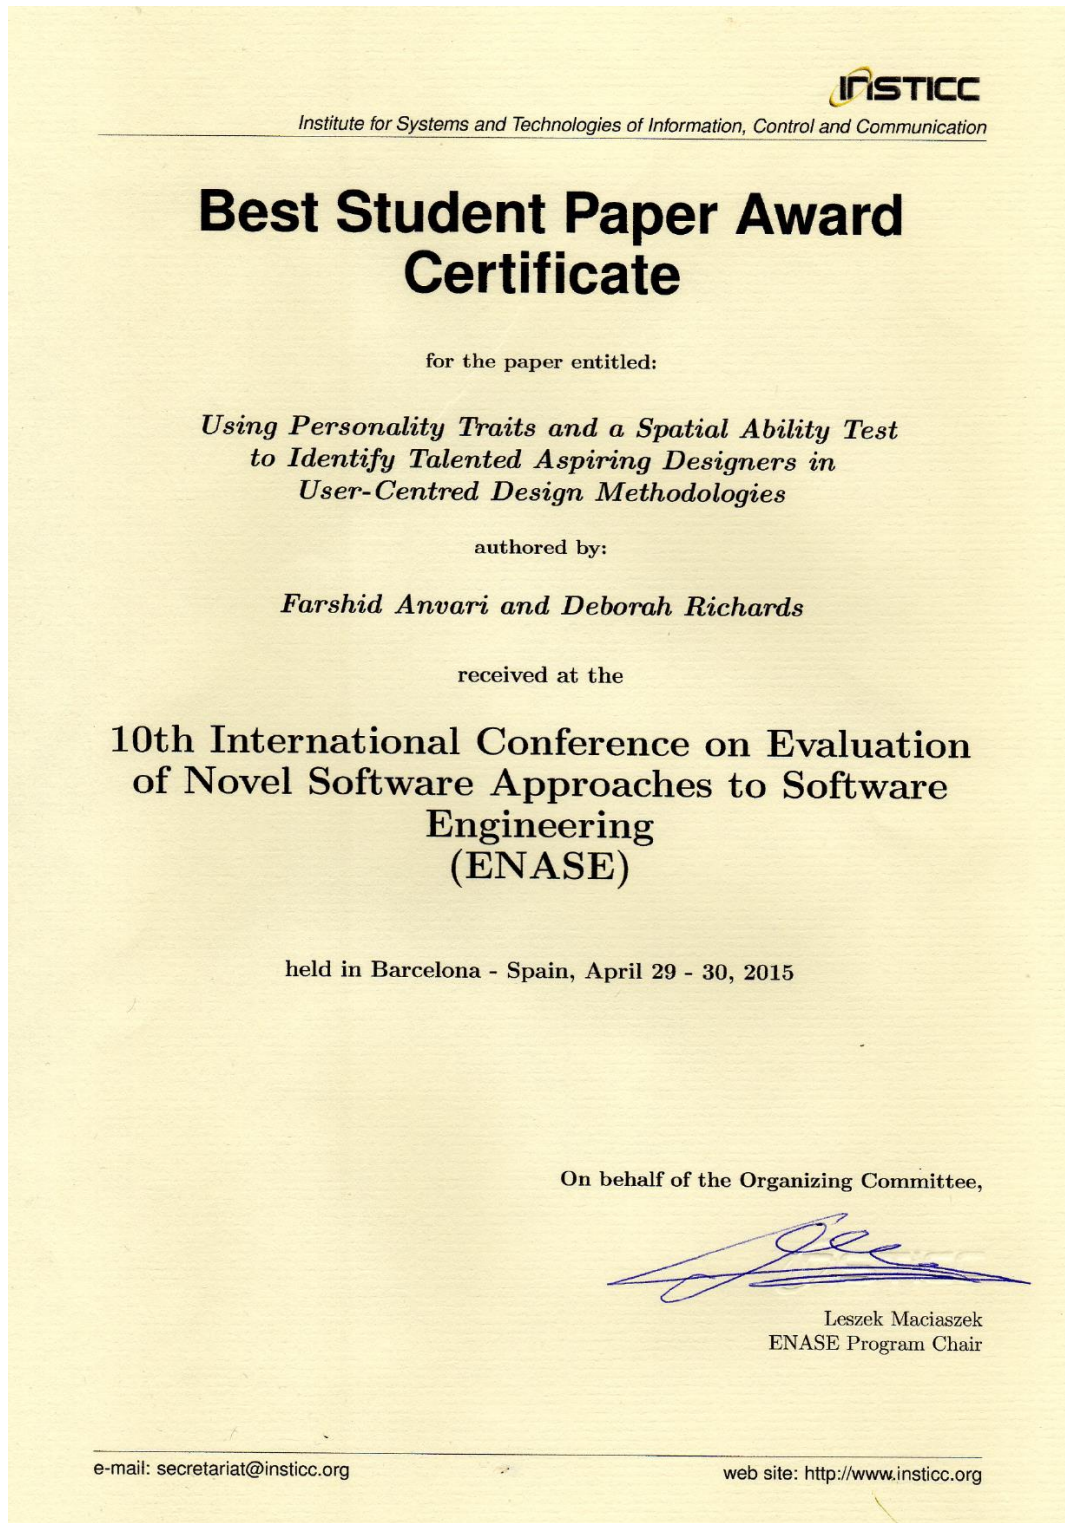 INSTICC
Institute for Systems and Technologies of Information, Control and Communication
Best Student Paper Award
Certificate
for the paper entitled:
Using Personality Traits and a Spatial Ability Test
to Identify Talented Aspiring Designers in
User-Centred Design Methodologies
authored by:
Farshid Anvari and Deborah Richards
received at the
10th International Conference on Evaluation
of Novel Software Approaches to Software
Engineering
(ENASE)
held in Barcelona - Spain, April 29 - 30, 2015
On behalf of the Organizing Committee,
INSTICC
Leszek Maciaszek
ENASE Program Chair
e-mail: secretariat@insticc.org
web site: http://www.insticc.org